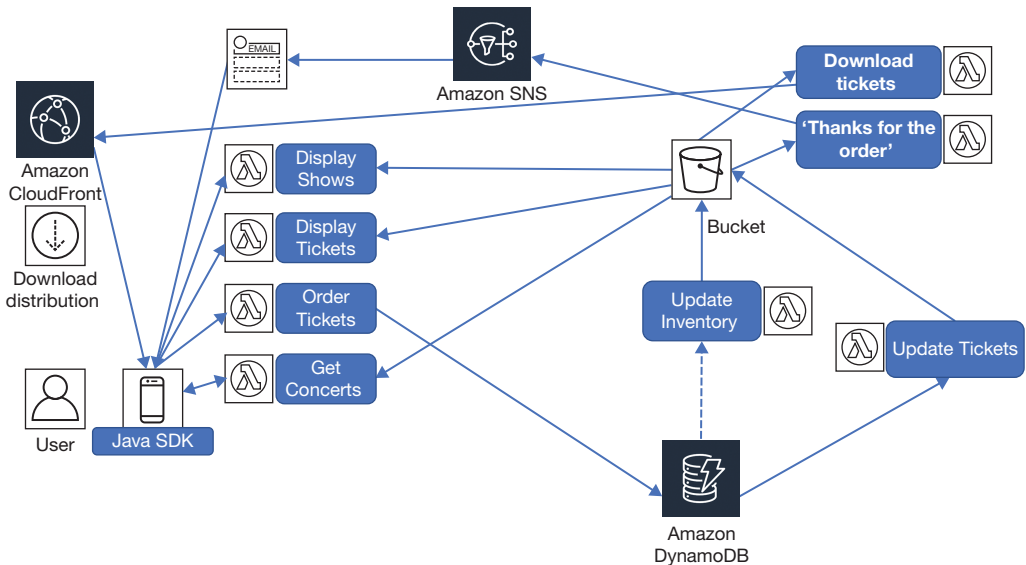 EMAIL
Amazon SNS
Download
tickets
'Thanks for the
order'
Amazon
CloudFront
Download
distribution
Display
Shows
Display
Tickets
Order
Tickets
Get
Concerts
Bucket
Update
Inventory
Update Tickets
User
Java SDK
Amazon
DynamoDB